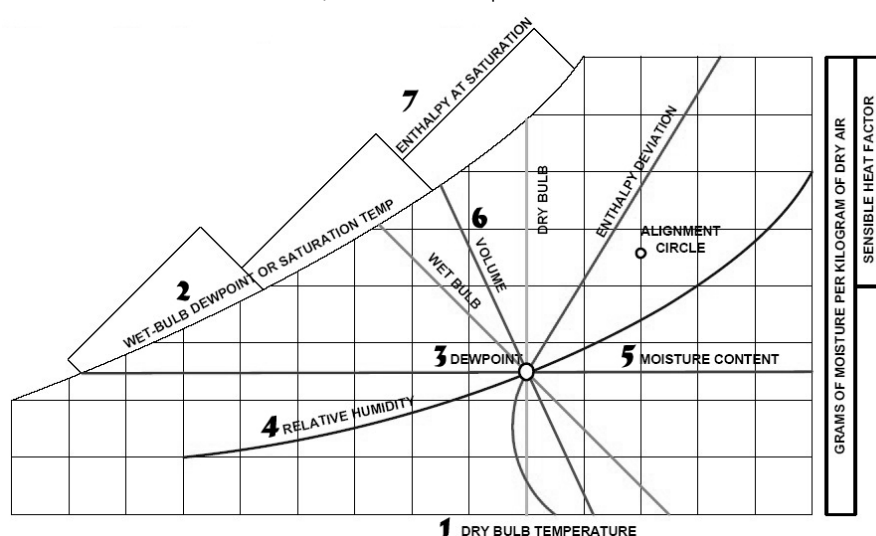 7 ENTHALPY AT SATURATION
2 WET-BULB DEWPOINT OR SATURATION TEMP
6 VOLUME
WET BULB
DRY BULB
ENTHALPY DEVIATION
ALIGNMENT
CIRCLE
3 DEWPOINT
5 MOISTURE CONTENT
4 RELATIVE HUMIDITY
1 DRY BULB TEMPERATURE
GRAMS OF MOISTURE PER KILOGRAM OF DRY AIR
SENSIBLE HEAT FACTOR